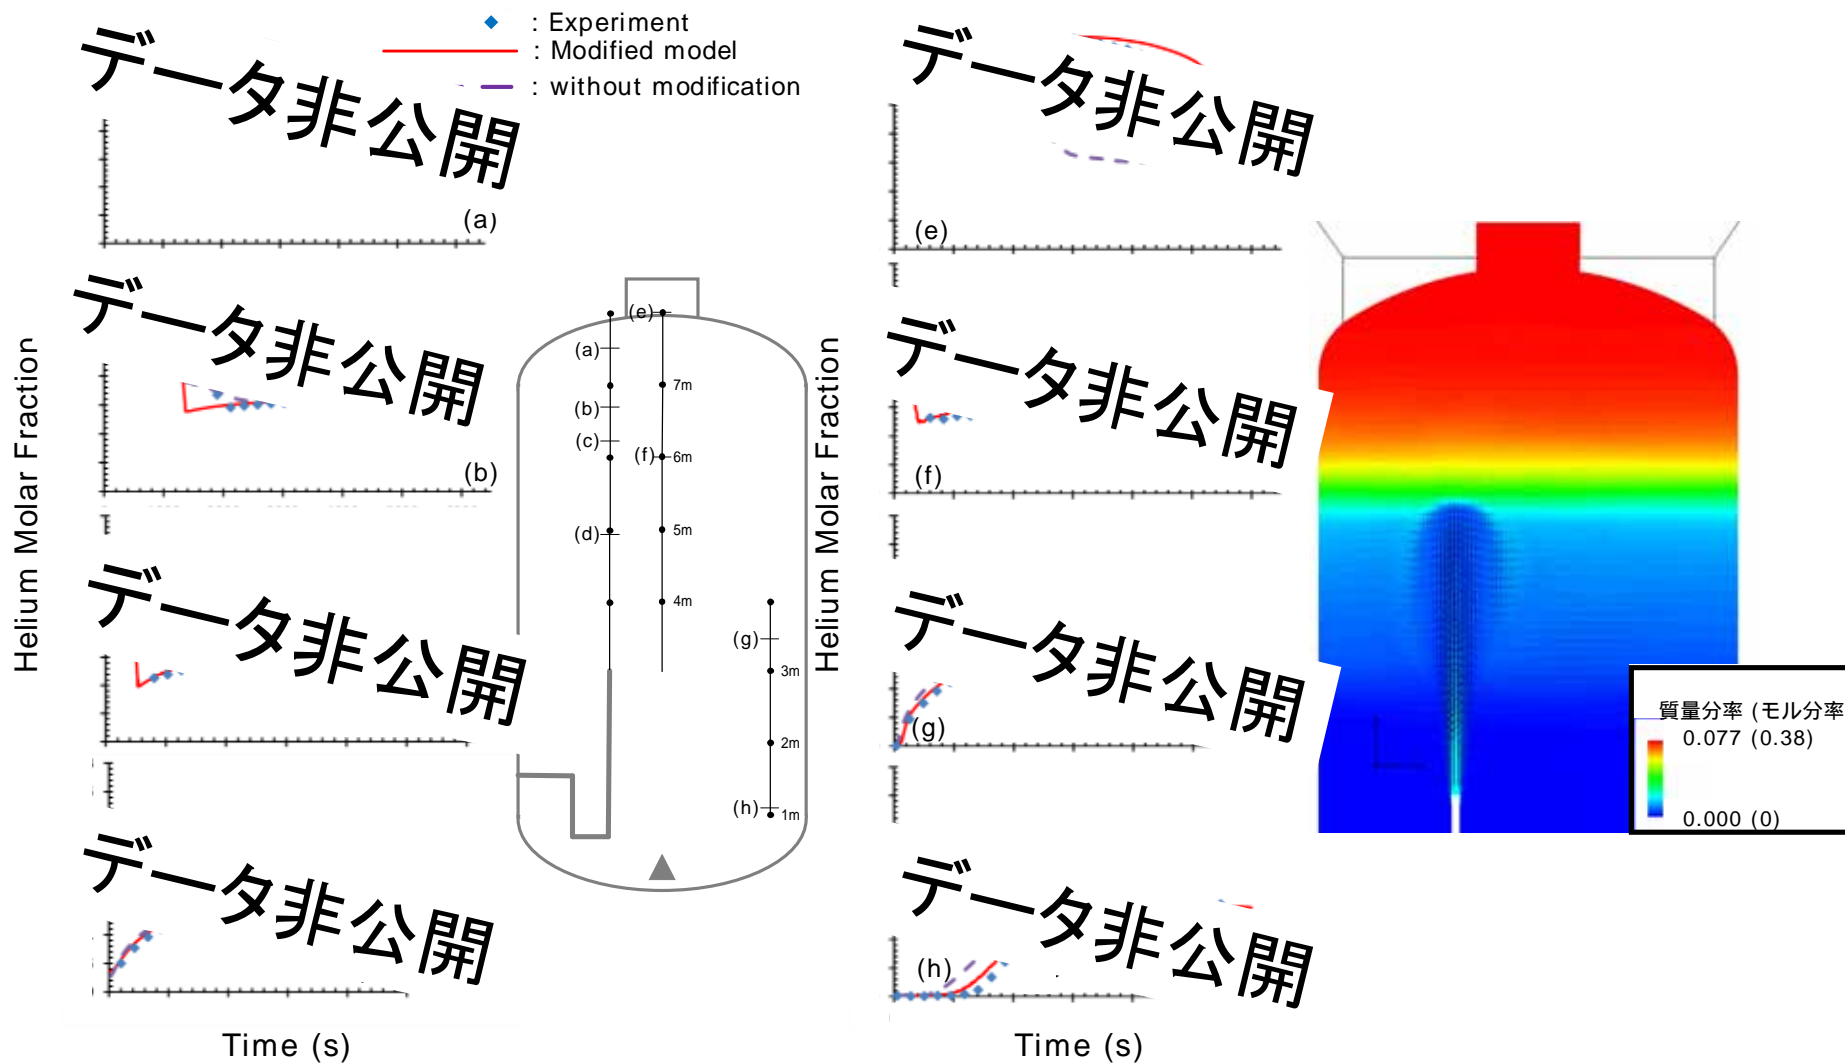 : Experiment
: Modified model
: without modification
データ非公開
(a)
データ非公開
(b)
データ非公開
データ非公開
Helium Molar Fraction
Time (s)
(e)
(a)
7m
(b)
(c)
(f)
6m
(d)
5m
4m
(g)
3m
2m
(h)
1m
データ非公開
(e)
データ非公開
(f)
データ非公開
(g)
データ非公開
(h)
Helium Molar Fraction
Time (s)
質量分率 (モル分率
0.077 (0.38)
0.000 (0)